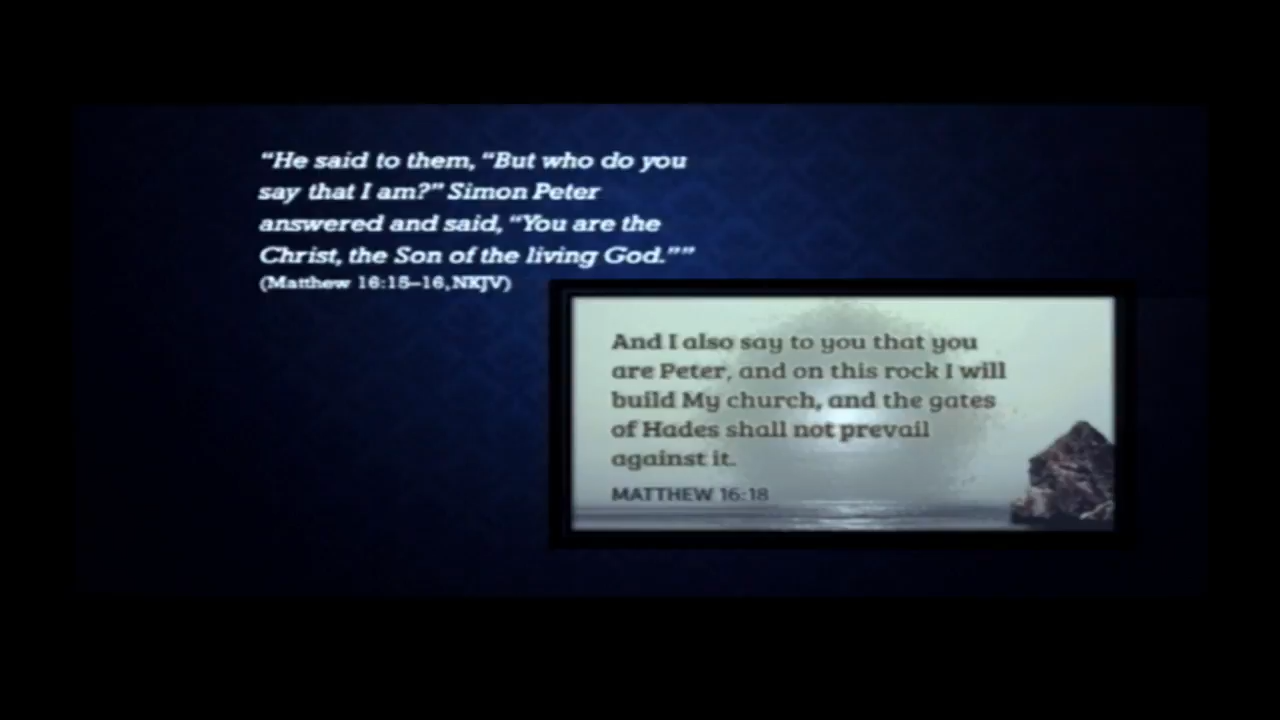 “He said to them, “But who do you
say that I am?” Simon Peter
answered and said, “You are the
Christ, the Son of the living God.””
(Matthew 16:15–16, NKJV)
And I also say to you that you
are Peter, and on this rock I will
build My church, and the gates
of Hades shall not prevail
against it.
MATTHEW 16:18